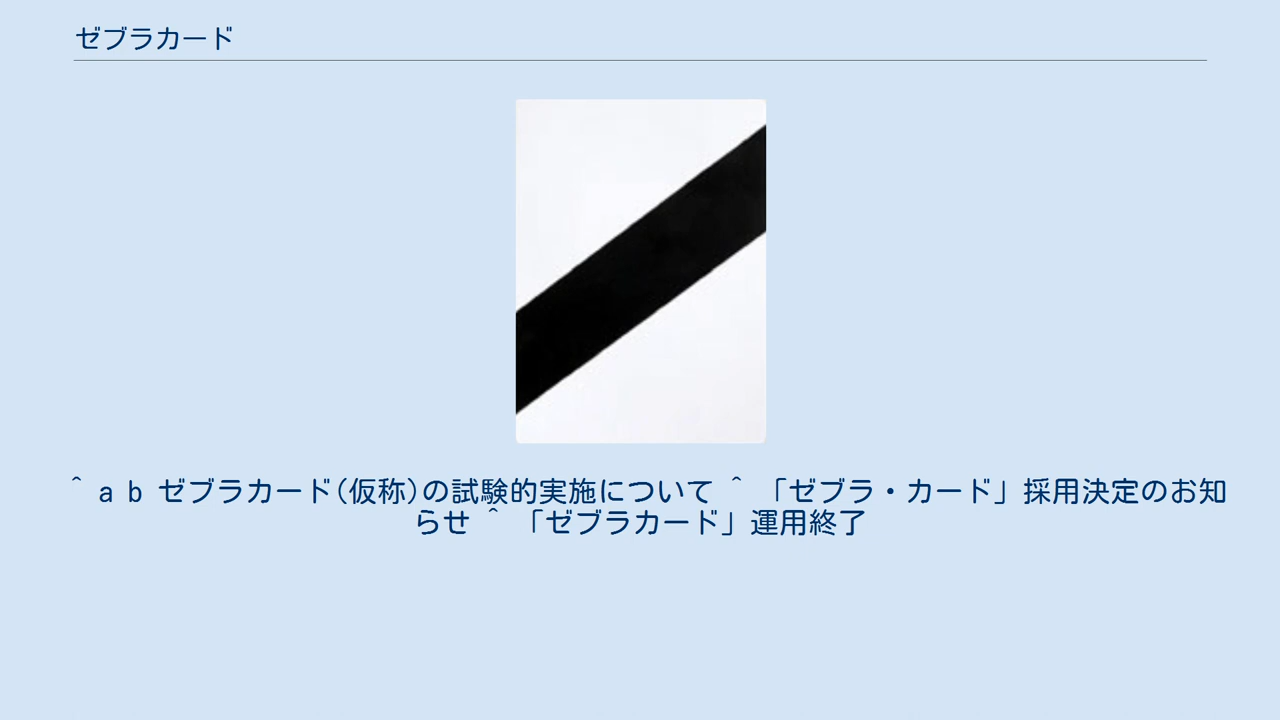 ゼブラカード
^ a b ゼブラカード(仮称)の試験的実施について ^ 「ゼブラ・カード」採用決定のお知
らせ ^ 「ゼブラカード」運用終了